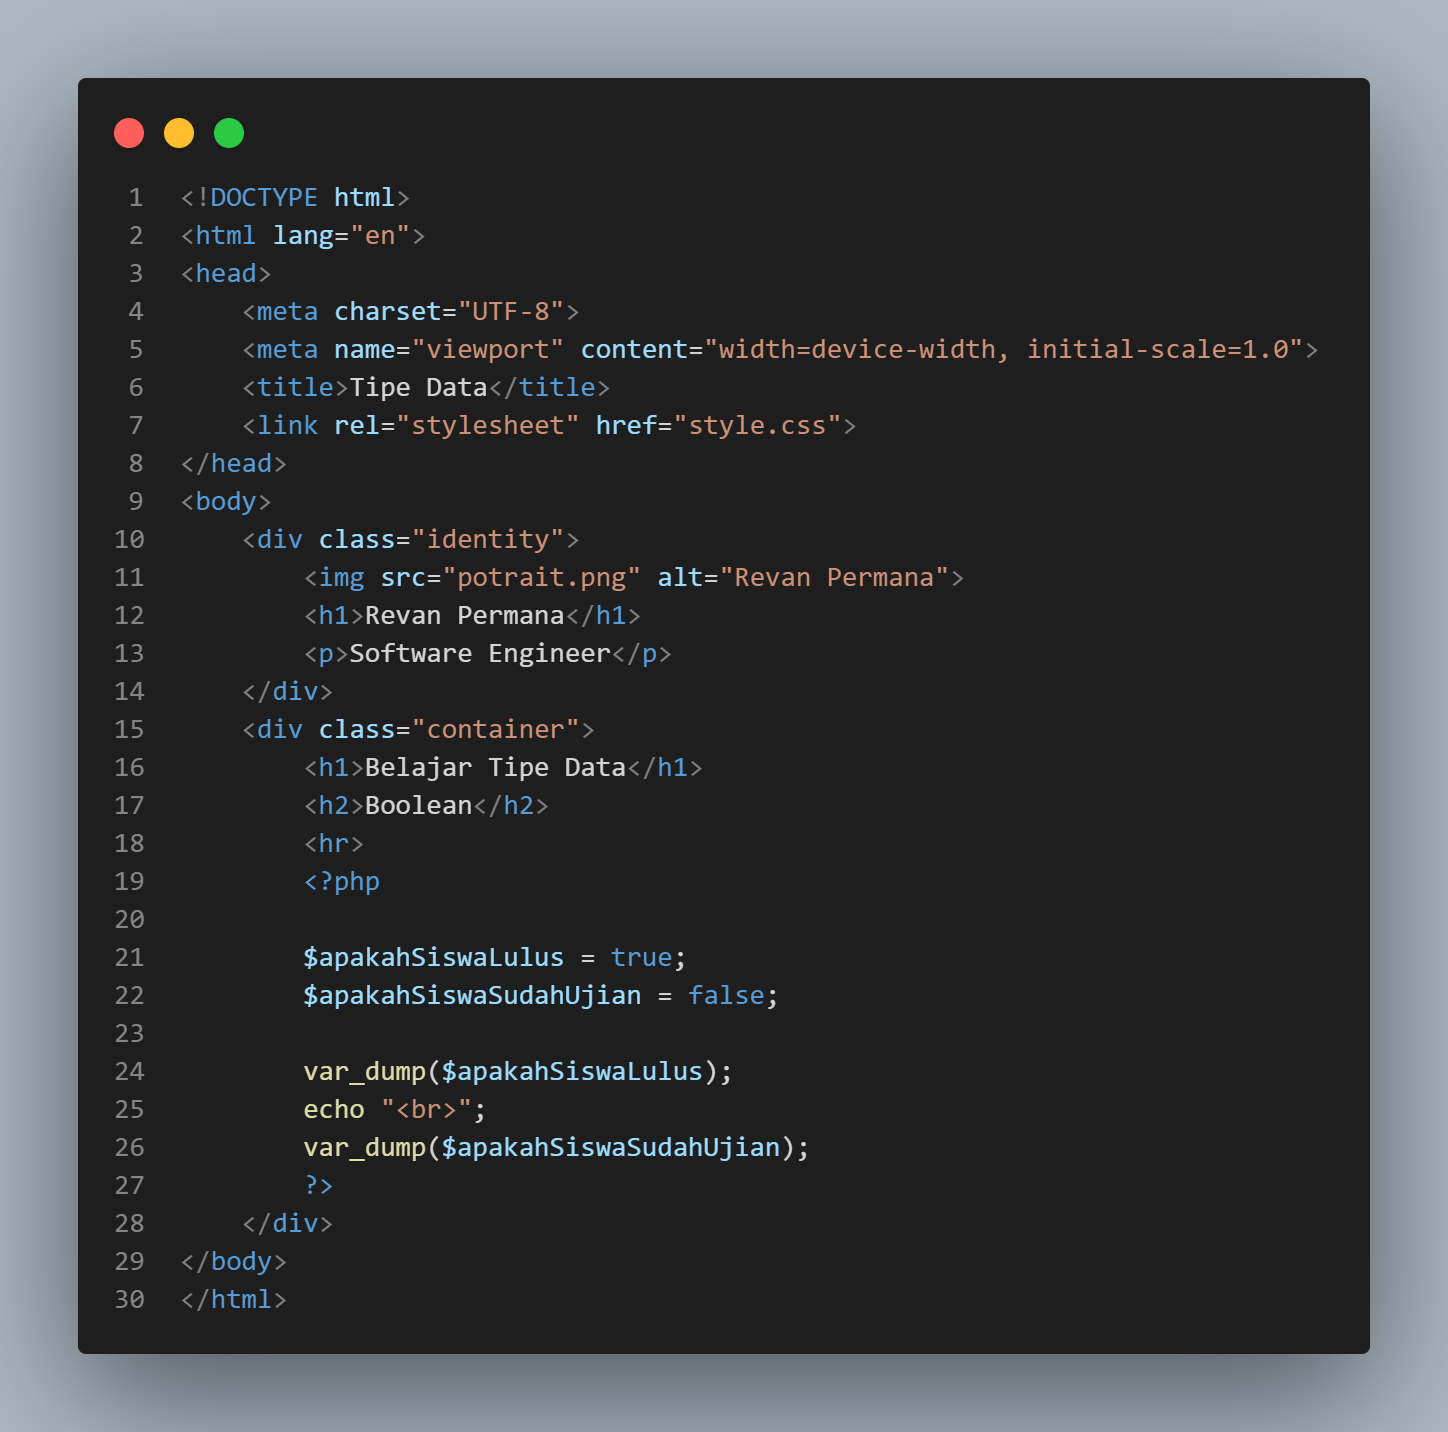 1 <!DOCTYPE html>
2 <html lang="en">
3 <head>
4     <meta charset="UTF-8">
5     <meta name="viewport" content="width=device-width, initial-scale=1.0">
6     <title>Tipe Data</title>
7     <link rel="stylesheet" href="style.css">
8 </head>
9 <body>
10     <div class="identity">
11         <img src="potrait.png" alt="Revan Permana">
12         <h1>Revan Permana</h1>
13         <p>Software Engineer</p>
14     </div>
15     <div class="container">
16         <h1>Belajar Tipe Data</h1>
17         <h2>Boolean</h2>
18         <hr>
19         <?php
20
21         $apakahSiswaLulus = true;
22         $apakahSiswaSudahUjian = false;
23
24         var_dump($apakahSiswaLulus);
25         echo "<br>";
26         var_dump($apakahSiswaSudahUjian);
27         ?>
28     </div>
29 </body>
30 </html>